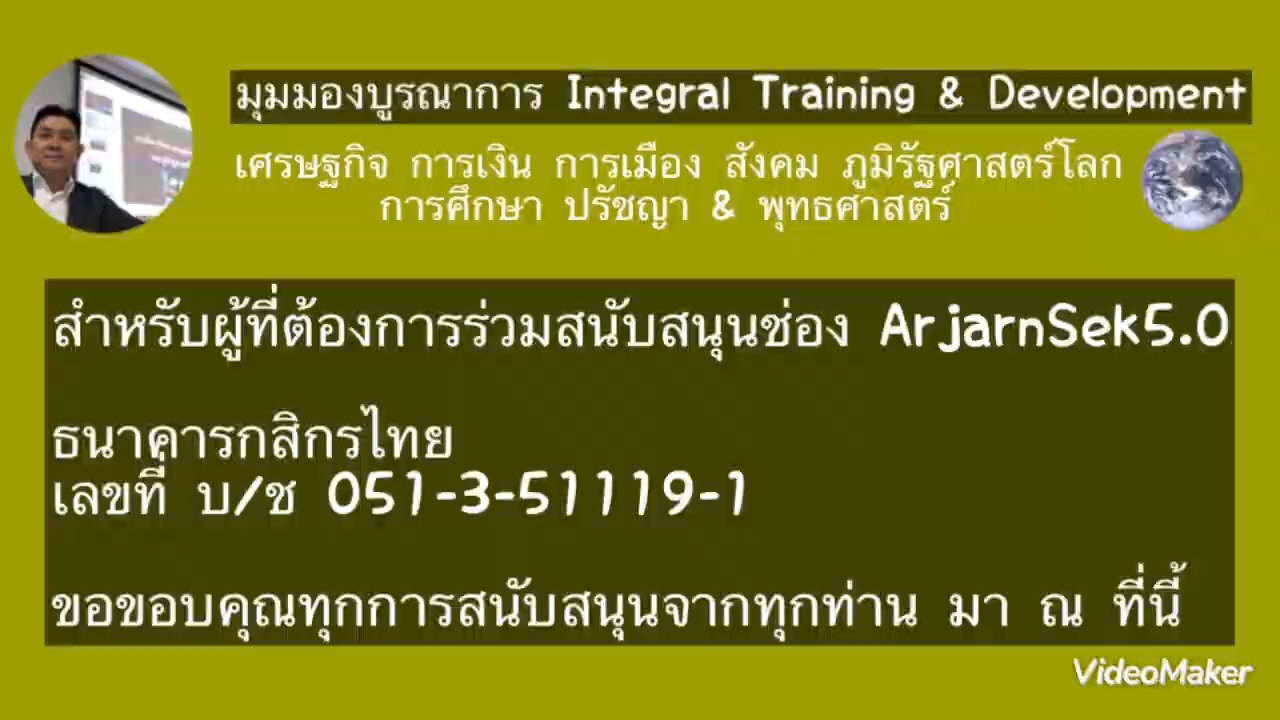 มุมมองบูรณาการ Integral Training & Development
เศรษฐกิจ การเงิน การเมือง สังคม ภูมิรัฐศาสตร์โลก
การศึกษา ปรัชญา & พุทธศาสตร์
สำหรับผู้ที่ต้องการร่วมสนับสนุนช่อง ArjarnSek5.0
ธนาคารกสิกรไทย
เลขที่ บ/ช 051-3-51119-1
ขอขอบคุณทุกการสนับสนุนจากทุกท่าน มา ณ ที่นี้
VideoMaker